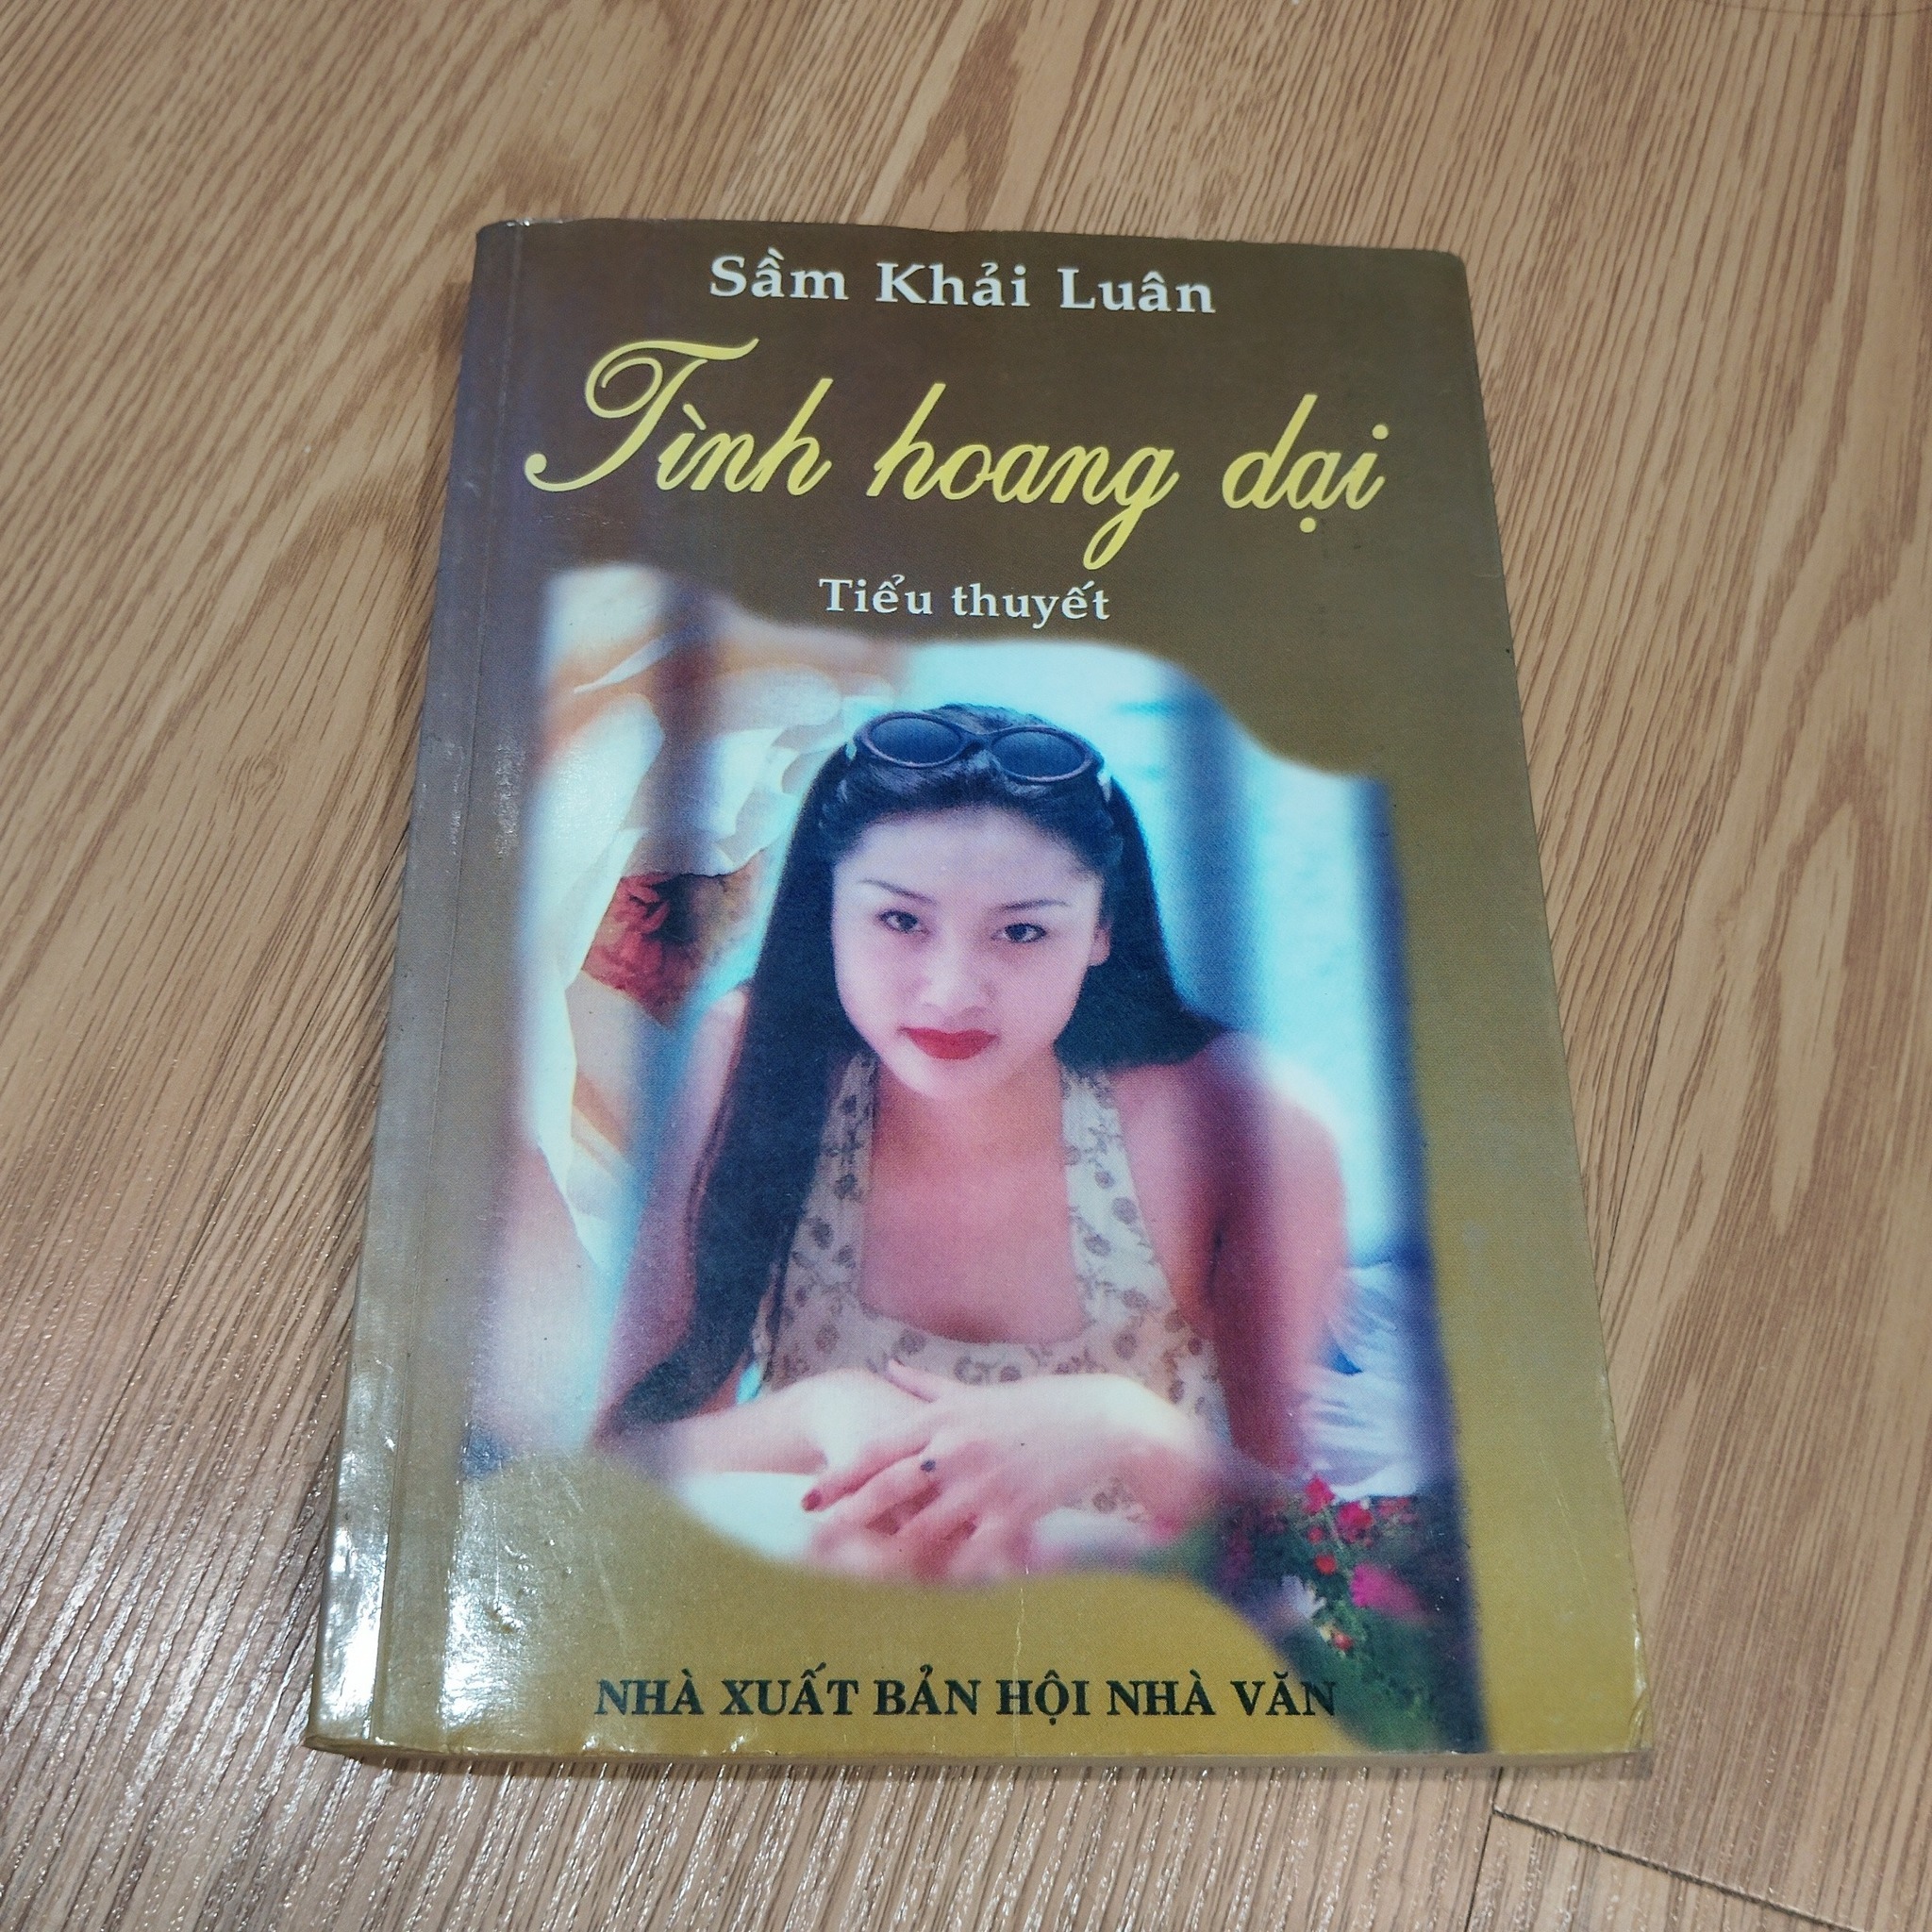 Sầm Khải Luân
Tình hoang dại
Tiểu thuyết
NHÀ XUẤT BẢN HỘI NHÀ VĂN